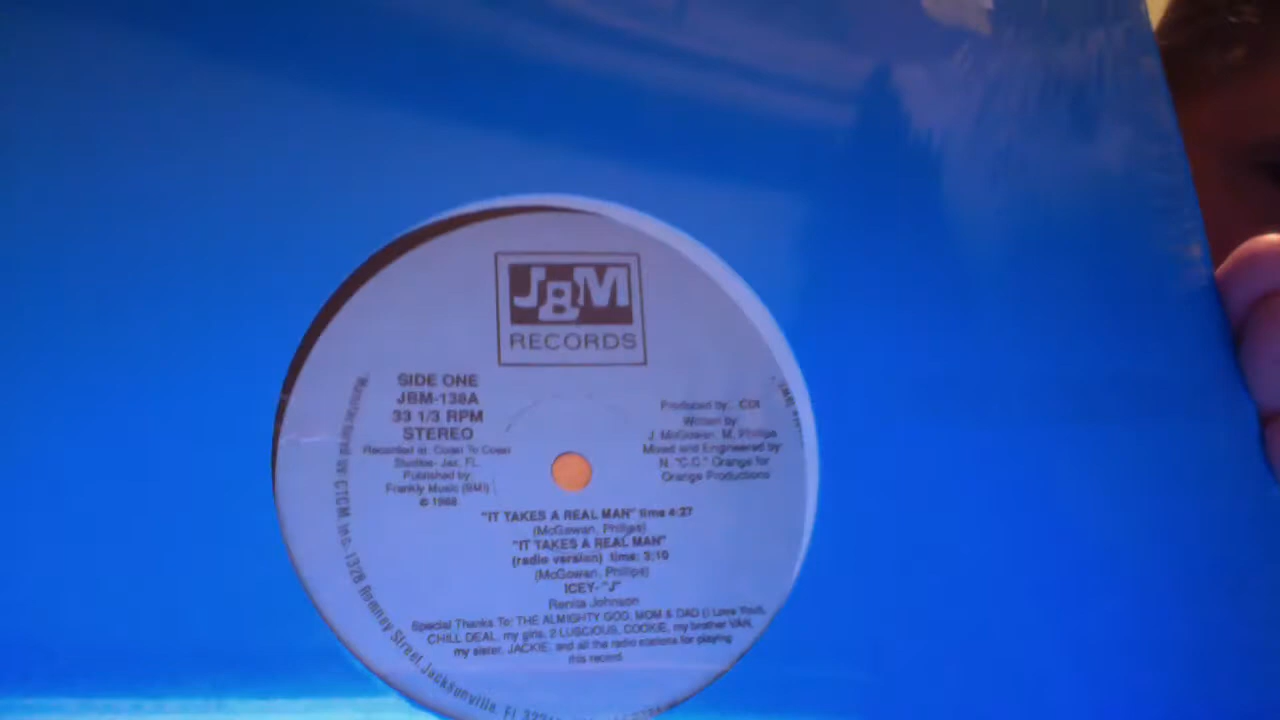 JBM
RECORDS
SIDE ONE
JBM-138A
33 1/3 RPM
STEREO
Recorded at: Coast To Coast
Studios- Jax, FL.
Published by:
Frankly Music (BMI)
© 1988
Produced by: CDI
Written by:
J. McGowan, M. Phillips
Mixed and Engineered by:
N. "C.C." Orange for
Orange Productions
"IT TAKES A REAL MAN" time 4:27
(McGowan, Phillips)
"IT TAKES A REAL MAN"
(radio version) time: 3:10
(McGowan, Phillips)
ICEY- "J"
Renita Johnson
Special Thanks To: THE ALMIGHTY GOD, MOM & DAD (I Love You),
CHILL DEAL, my girls, 2 LUSCIOUS, COOKIE, my brother VAN,
my sister, JACKIE, and all the radio stations for playing
this record.
Manufactured by CTCM 1328 Romney Street, Jacksonville, FL